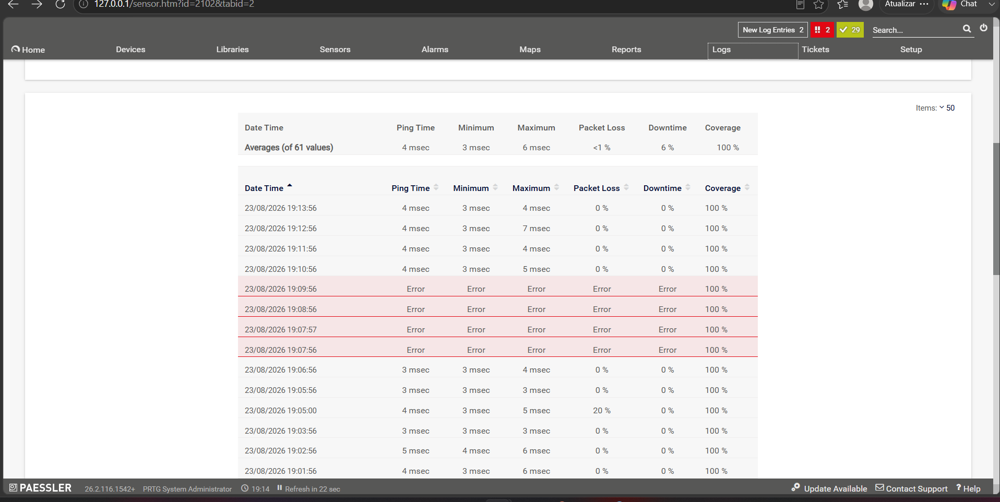 127.0.0.1/sensor.htm?id=2102&tabid=2 Atualizar Chat
New Log Entries 2 2 29 Search...
Home Devices Libraries Sensors Alarms Maps Reports Logs Tickets Setup
Items: 50
Date Time Ping Time Minimum Maximum Packet Loss Downtime Coverage
Averages (of 61 values) 4 msec 3 msec 6 msec <1 % 6 % 100 %
Date Time Ping Time Minimum Maximum Packet Loss Downtime Coverage
23/08/2026 19:13:56 4 msec 3 msec 4 msec 0 % 0 % 100 %
23/08/2026 19:12:56 4 msec 3 msec 7 msec 0 % 0 % 100 %
23/08/2026 19:11:56 4 msec 3 msec 4 msec 0 % 0 % 100 %
23/08/2026 19:10:56 4 msec 3 msec 5 msec 0 % 0 % 100 %
23/08/2026 19:09:56 Error Error Error Error Error 100 %
23/08/2026 19:08:56 Error Error Error Error Error 100 %
23/08/2026 19:07:57 Error Error Error Error Error 100 %
23/08/2026 19:07:56 Error Error Error Error Error 100 %
23/08/2026 19:06:56 3 msec 3 msec 4 msec 0 % 0 % 100 %
23/08/2026 19:05:56 3 msec 3 msec 3 msec 0 % 0 % 100 %
23/08/2026 19:05:00 4 msec 3 msec 5 msec 20 % 0 % 100 %
23/08/2026 19:03:56 3 msec 3 msec 3 msec 0 % 0 % 100 %
23/08/2026 19:02:56 5 msec 4 msec 6 msec 0 % 0 % 100 %
23/08/2026 19:01:56 4 msec 3 msec 6 msec 0 % 0 % 100 %
PAESSLER 26.2.116.1542+ PRTG System Administrator 19:14 Refresh in 22 sec Update Available Contact Support ? Help